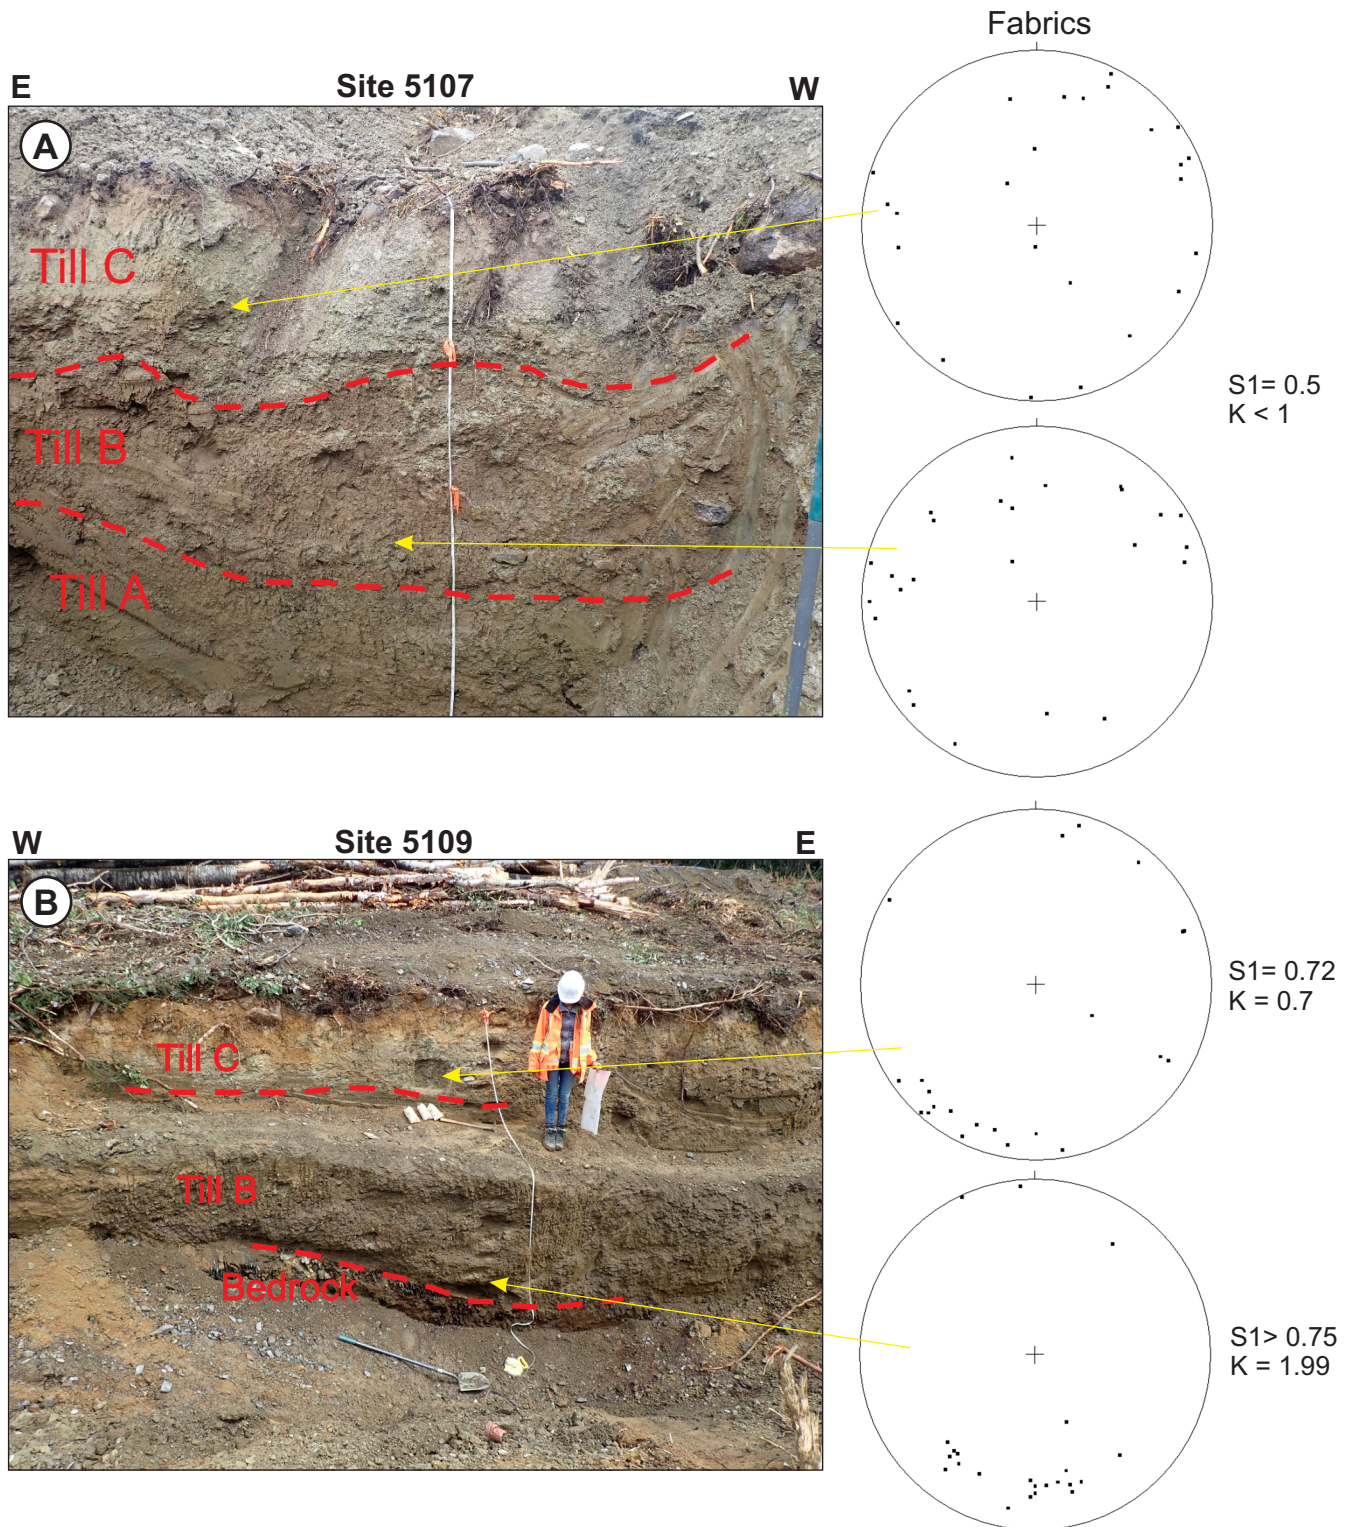 Fabrics
E Site 5107 W
A
Till C
Till B
Till A
S1= 0.5
K < 1
W Site 5109 E
B
Till C
Till B
Bedrock
S1= 0.72
K = 0.7
S1> 0.75
K = 1.99